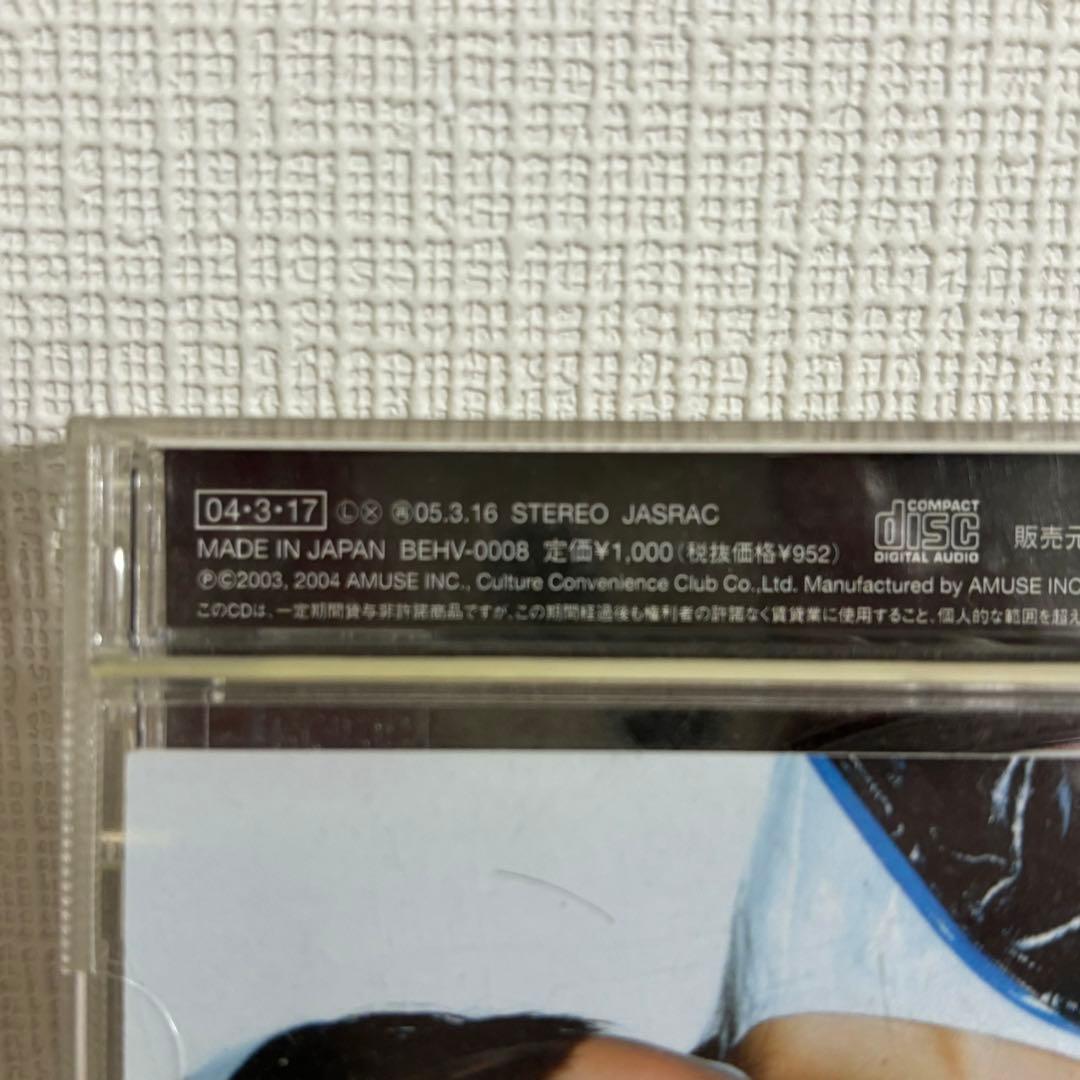 04・3・17 Ⓛ Ⓧ ㊈05.3.16 STEREO JASRAC
COMPACT
disc
DIGITAL AUDIO
販売元
MADE IN JAPAN BEHV-0008 定価¥1,000(税抜価格¥952)
ⓅⒸ2003, 2004 AMUSE INC., Culture Convenience Club Co.,Ltd. Manufactured by AMUSE INC
このCDは、一定期間貸与非許諾商品ですが、この期間経過後も権利者の許諾なく賃貸業に使用すること、個人的な範囲を超え